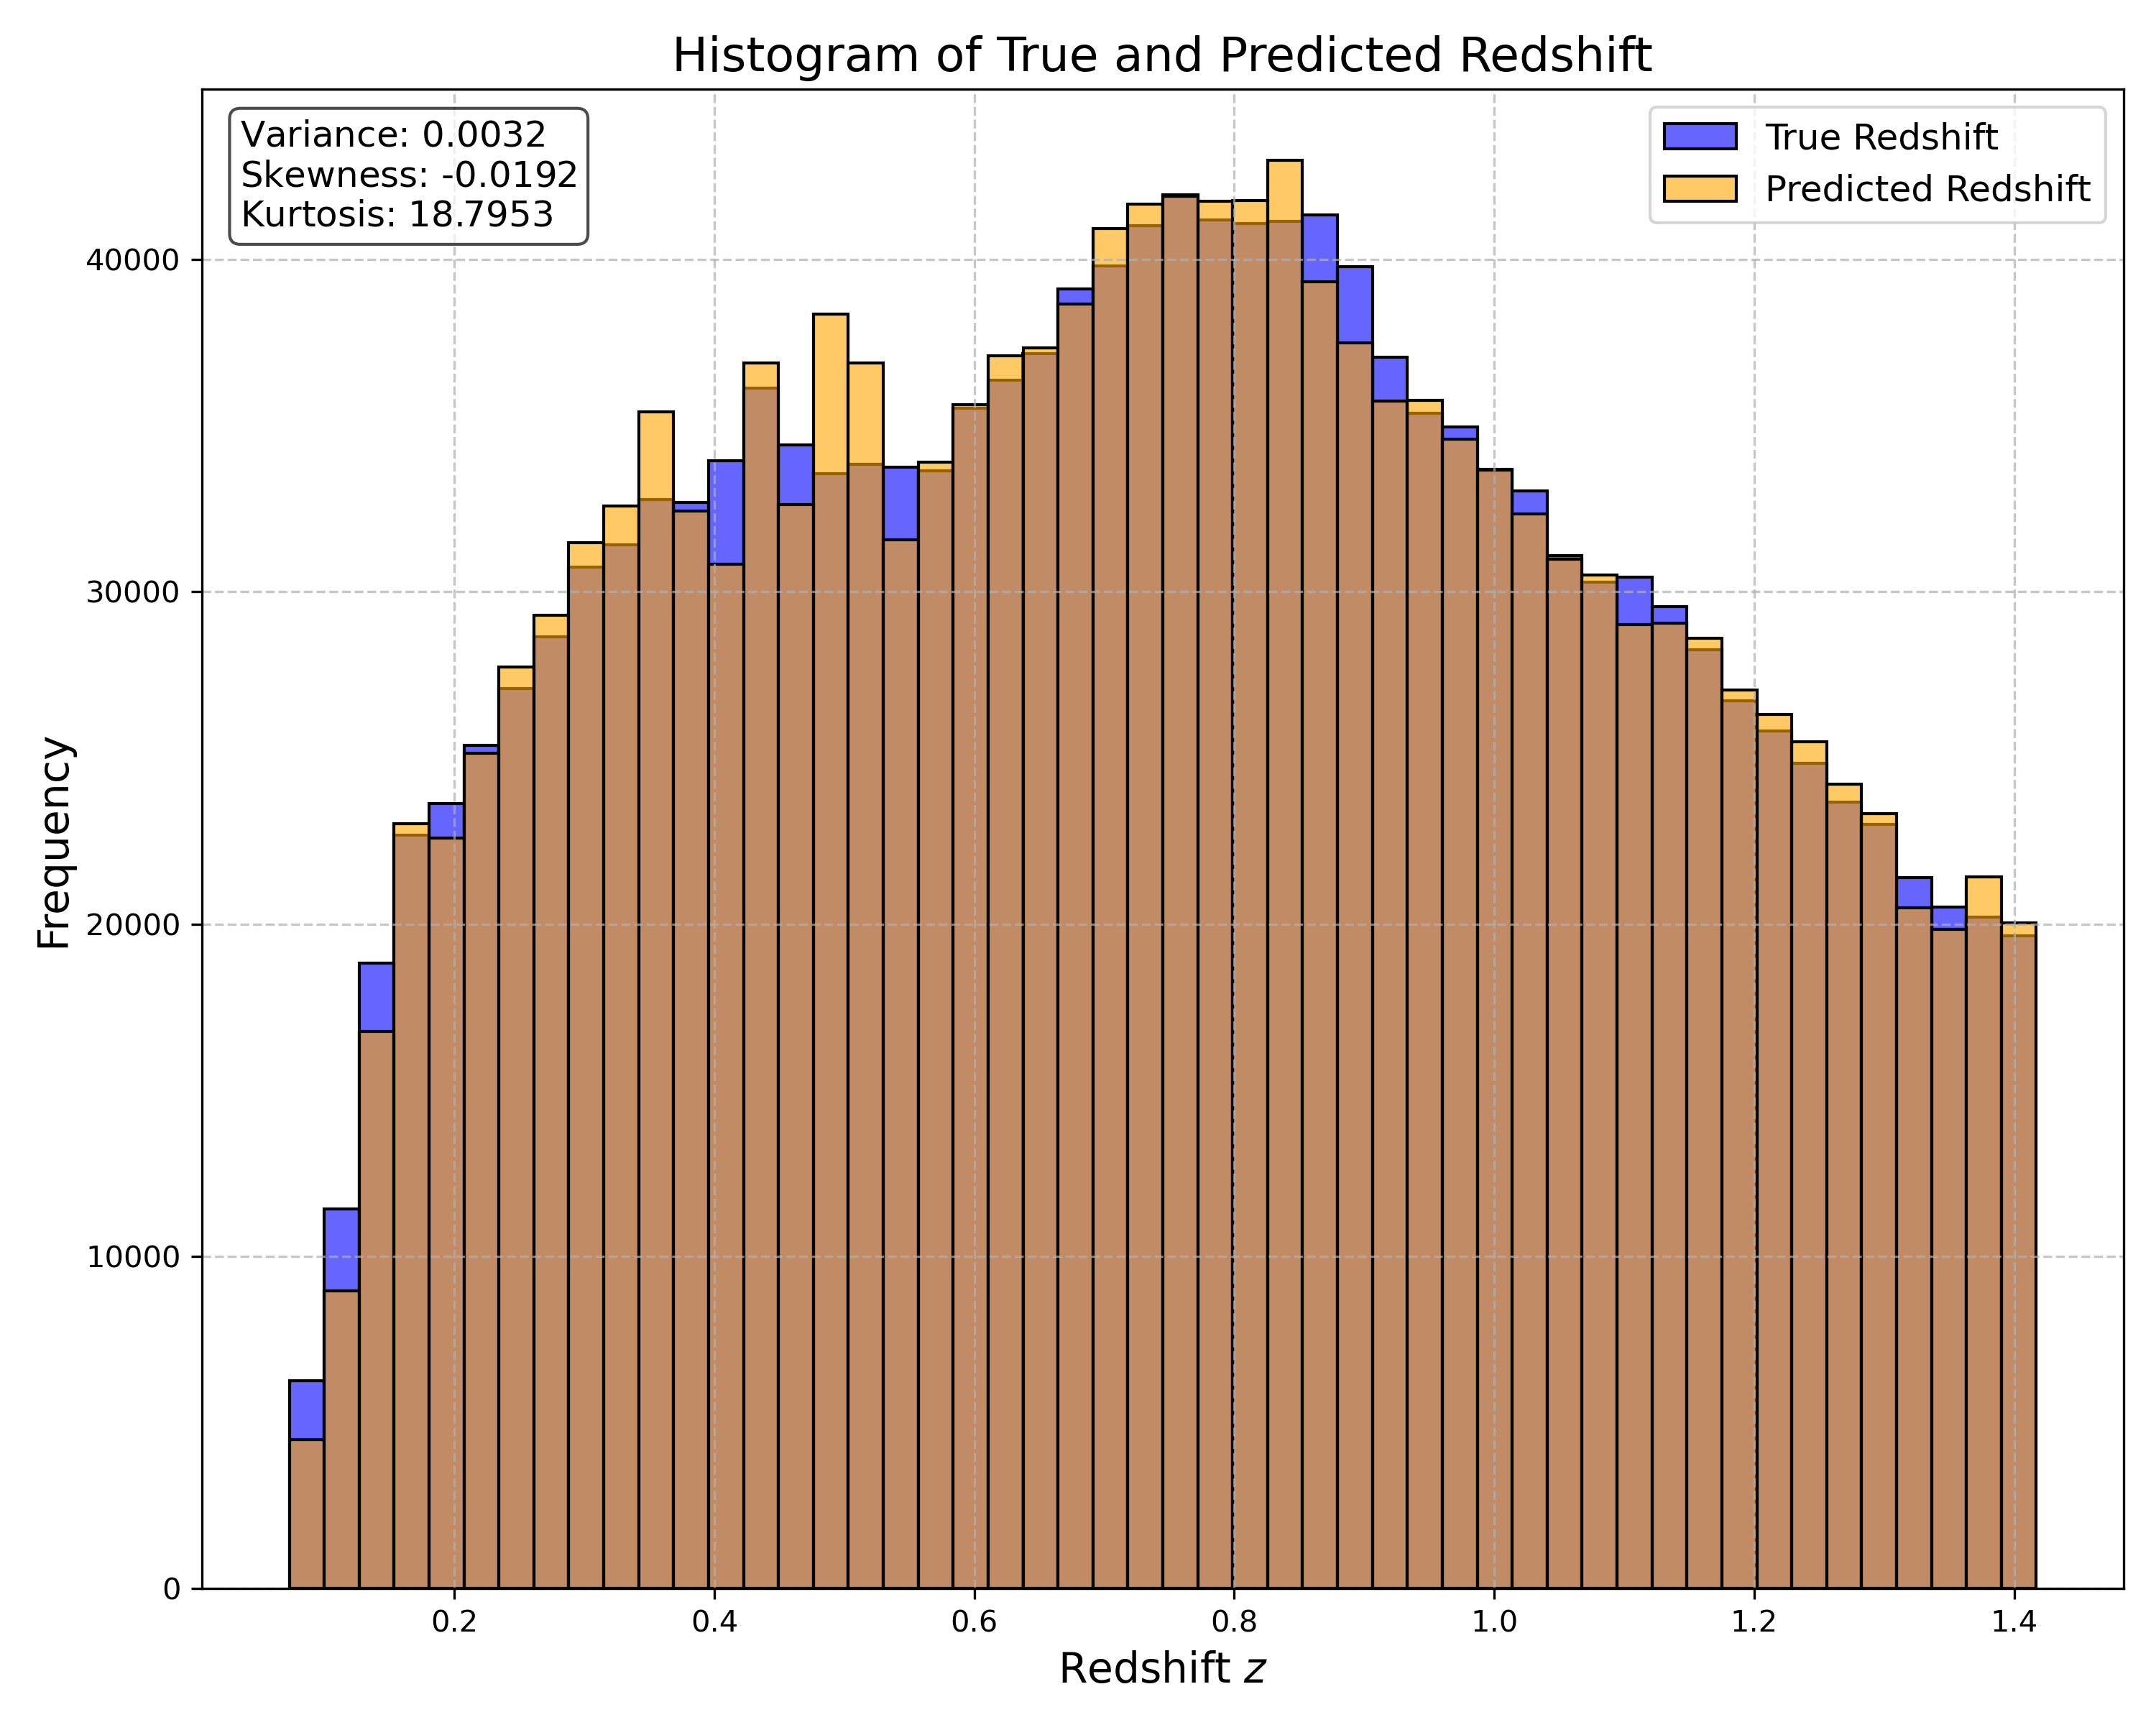 Histogram of True and Predicted Redshift
Variance: 0.0032
Skewness: -0.0192
Kurtosis: 18.7953
True Redshift
Predicted Redshift
Frequency
40000
30000
20000
10000
0
0.2 0.4 0.6 0.8 1.0 1.2 1.4
Redshift z